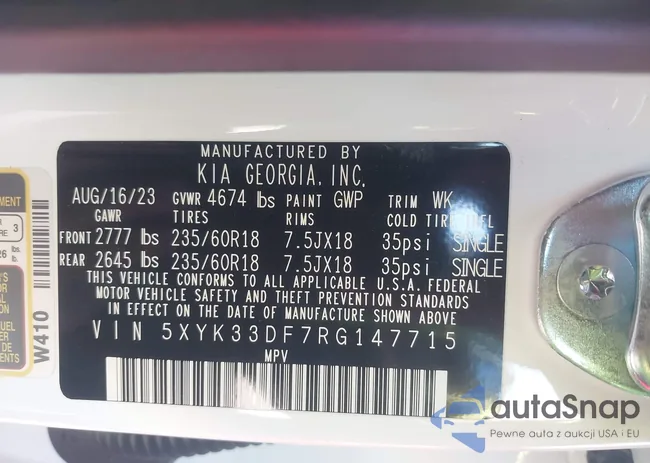 MANUFACTURED BY
KIA GEORGIA, INC,
AUG/16/23 GVWR 4674 lbs PAINT GWP TRIM WK
GAWR TIRES RIMS COLD TIRE
FRONT 2777 lbs 235/60R18 7.5JX18 35psi SINGLE
REAR 2645 lbs 235/60R18 7.5JX18 35psi SINGLE
THIS VEHICLE CONFORMS TO ALL APPLICABLE U.S.A. FEDERAL
MOTOR VEHICLE SAFETY AND THEFT PREVENTION STANDARDS
IN EFFECT ON THE DATE OF MANUFACTURE SHOWN ABOVE
VIN 5XYK33DF7RG147715
MPV
W410
3
26
autaSnap
Pewne auta z aukcji USA i EU